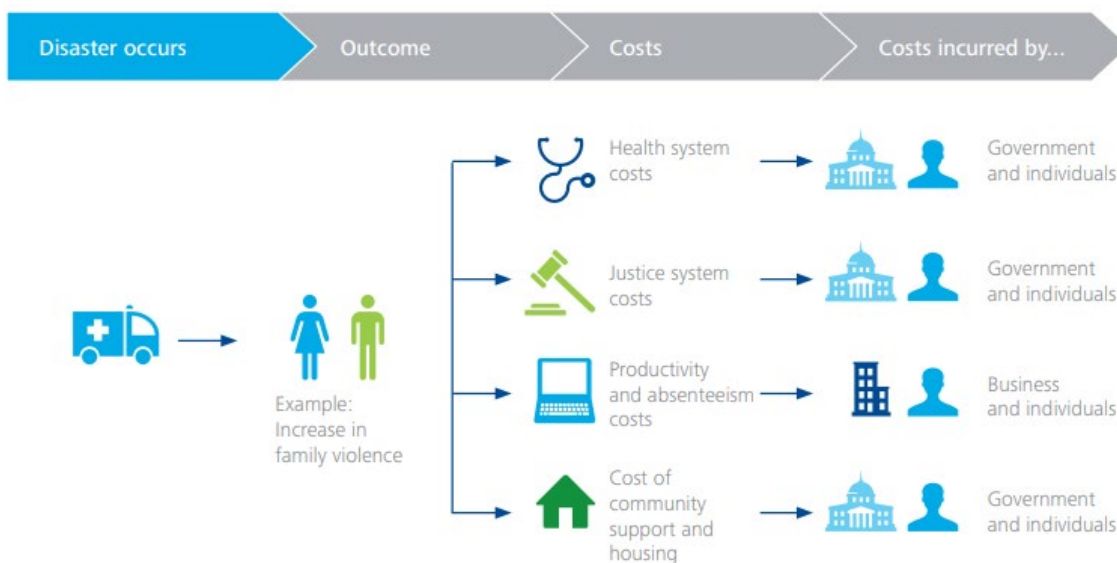 Disaster occurs
Outcome
Costs
Costs incurred by...
Health system
costs
Government
and individuals
Justice system
costs
Government
and individuals
Example:
Increase in
family violence
Productivity
and absenteeism
costs
Business
and individuals
Cost of
community
support and
housing
Government
and individuals